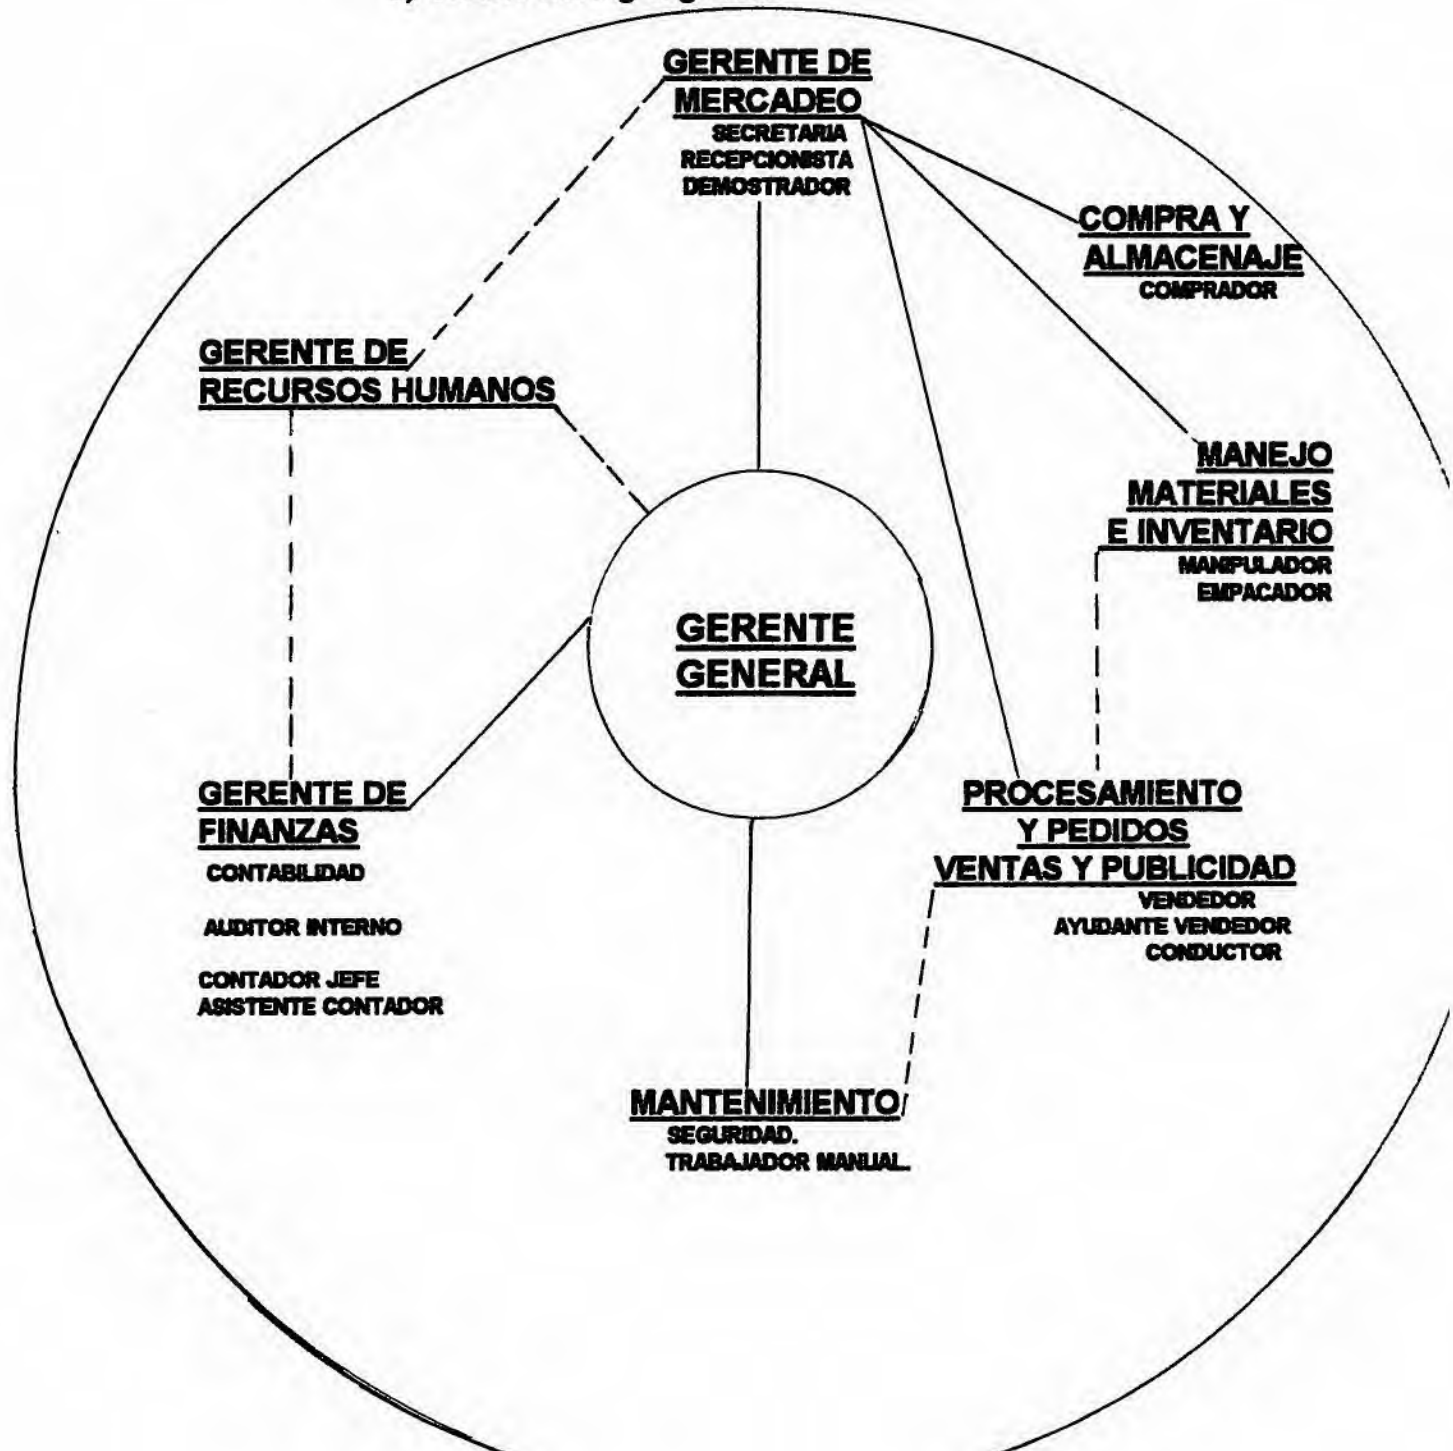 GERENTE DE
MERCADEO
SECRETARIA
RECEPCIONISTA
DEMOSTRADOR
COMPRA Y
ALMACENAJE
COMPRADOR
GERENTE DE
RECURSOS HUMANOS
MANEJO
MATERIALES
E INVENTARIO
MANIPULADOR
EMPACADOR
GERENTE
GENERAL
GERENTE DE
FINANZAS
CONTABILIDAD
AUDITOR INTERNO
CONTADOR JEFE
ASISTENTE CONTADOR
PROCESAMIENTO
Y PEDIDOS
VENTAS Y PUBLICIDAD
VENDEDOR
AYUDANTE VENDEDOR
CONDUCTOR
MANTENIMIENTO
SEGURIDAD.
TRABAJADOR MANUAL.